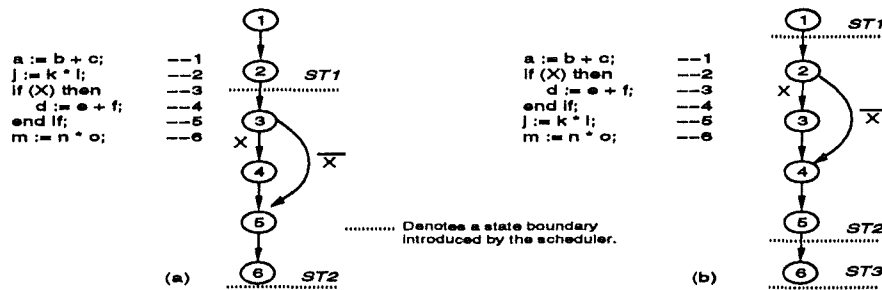 1
a := b + c; --1
j := k * l; --2
if (X) then --3
d := e + f; --4
end if; --5
m := n * o; --6
2
ST1
3
X
X
4
5
6
ST2
(a)
Denotes a state boundary
introduced by the scheduler.
1
ST1
a := b + c; --1
if (X) then --2
d := e + f; --3
end if; --4
j := k * l; --5
m := n * o; --6
2
X
X
3
4
5
ST2
6
ST3
(b)